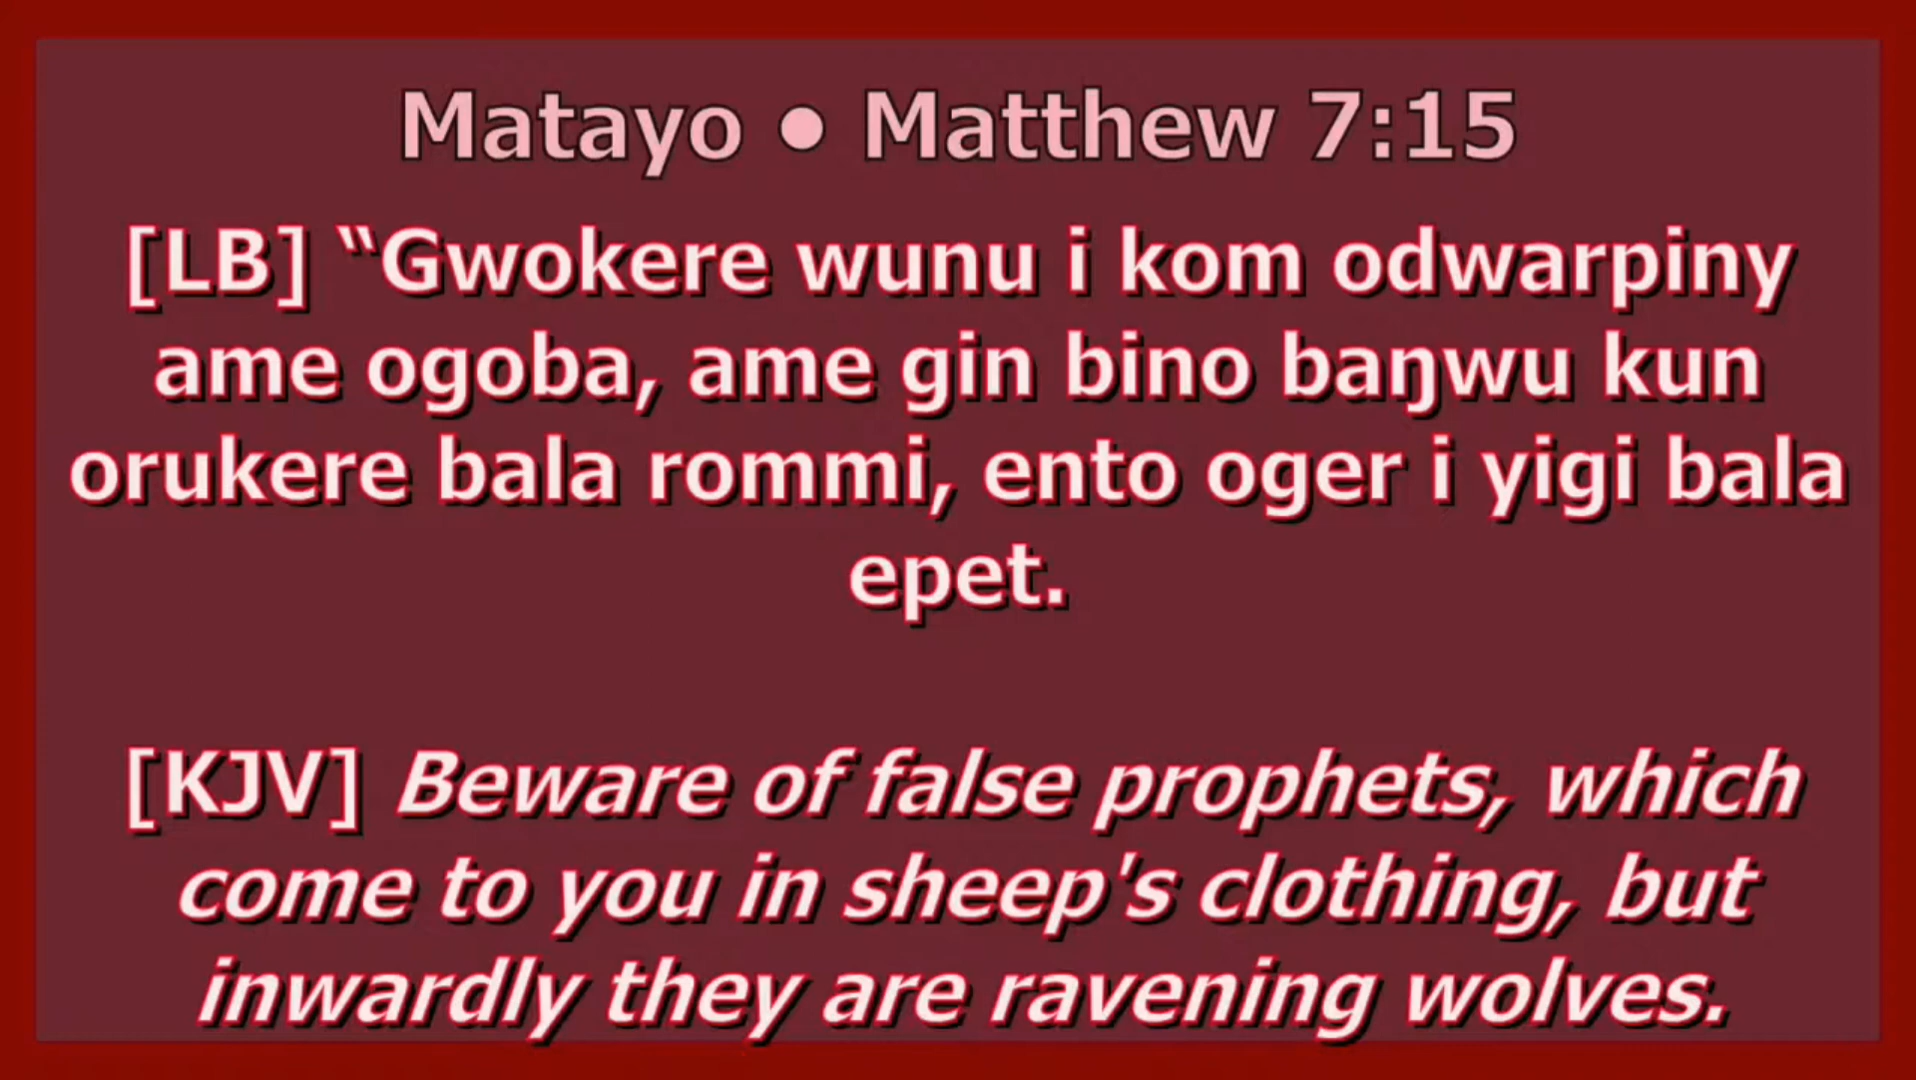 Matayo • Matthew 7:15
[LB] “Gwokere wunu i kom odwarpiny
ame ogoba, ame gin bino baŋwu kun
orukere bala rommi, ento oger i yigi bala
epet.
[KJV] Beware of false prophets, which
come to you in sheep's clothing, but
inwardly they are ravening wolves.